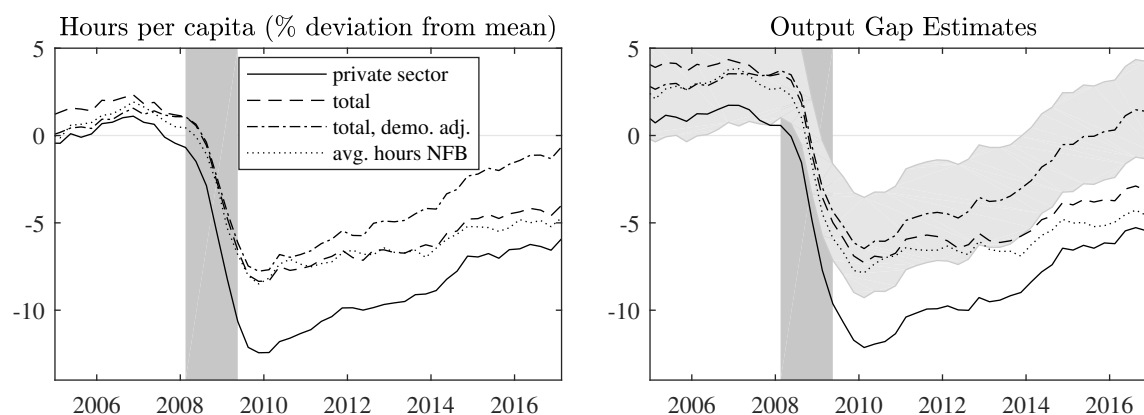 Hours per capita (% deviation from mean)
5
0
-5
-10
2006 2008 2010 2012 2014 2016
private sector
total
total, demo. adj.
avg. hours NFB
Output Gap Estimates
5
0
-5
-10
2006 2008 2010 2012 2014 2016